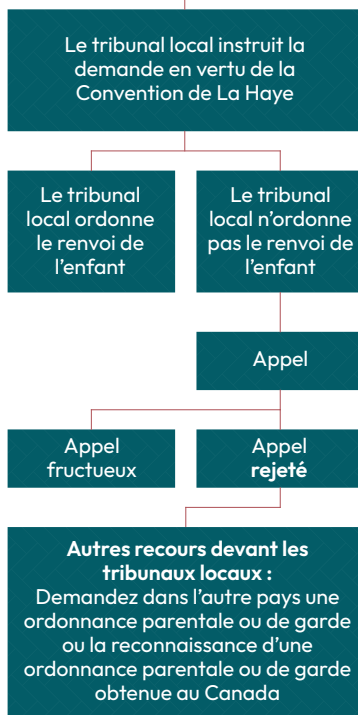 Le tribunal local instruit la
demande en vertu de la
Convention de La Haye
Le tribunal
local ordonne
le renvoi de
l'enfant
Le tribunal
local n'ordonne
pas le renvoi de
l'enfant
Appel
Appel
fructueux
Appel
rejeté
Autres recours devant les
tribunaux locaux :
Demandez dans l'autre pays une
ordonnance parentale ou de garde
ou la reconnaissance d'une
ordonnance parentale ou de garde
obtenue au Canada